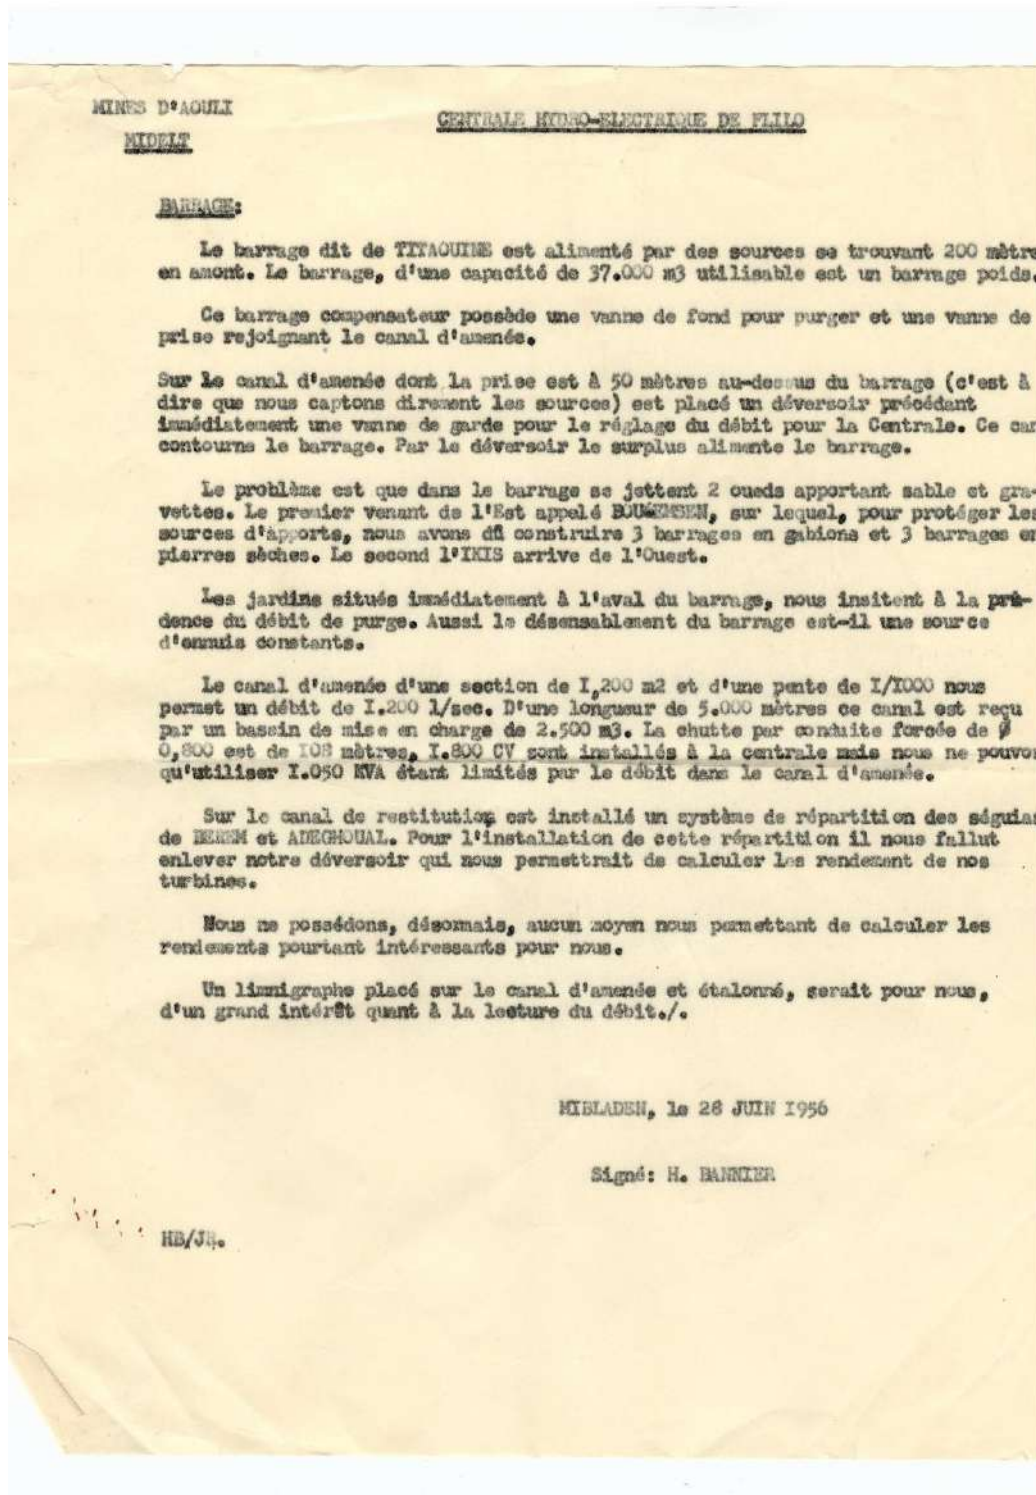 MINES D'AOULI
MIDELT
CENTRALE HYDRO-ELECTRIQUE DE FLILO
BARRAGE:
Le barrage dit de TITAOUINE est alimenté par des sources se trouvant 200 mètre
en amont. Le barrage, d'une capacité de 37.000 m3 utilisable est un barrage poids.
Ce barrage compensateur possède une vanne de fond pour purger et une vanne de
prise rejoignant le canal d'amenée.
Sur le canal d'amenée dont la prise est à 50 mètres au-dessus du barrage (c'est à
dire que nous captons direment les sources) est placé un déversoir précédant
immédiatement une vanne de garde pour le réglage du débit pour la Centrale. Ce can
contourne le barrage. Par le déversoir le surplus alimente le barrage.
Le problème est que dans le barrage se jettent 2 oueds apportant sable et gra-
vettes. Le premier venant de l'Est appelé , sur lequel, pour protéger les
sources d'apports, nous avons dû construire 3 barrages en gabions et 3 barrages en
pierres sèches. Le second l'IKIS arrive de l'Ouest.
Les jardins situés immédiatement à l'aval du barrage, nous insitent à la pru-
dence du débit de purge. Aussi le désensablement du barrage est-il une source
d'ennuis constants.
Le canal d'amenée d'une section de I,200 m2 et d'une pente de I/I000 nous
permet un débit de I.200 l/sec. D'une longueur de 5.000 mètres ce canal est reçu
par un bassin de mise en charge de 2.500 m3. La chutte par conduite forcée de Ø
0,800 est de I08 mètres. I.800 CV sont installés à la centrale mais nous ne pouvon
qu'utiliser I.050 KVA étant limités par le débit dans le canal d'amenée.
Sur le canal de restitution est installé un système de répartition des séguias
de BEREM et ADEGHOUAL. Pour l'installation de cette répartition il nous fallut
enlever notre déversoir qui nous permettrait de calculer les rendement de nos
turbines.
Nous ne possédons, désormais, aucun moyen nous permettant de calculer les
rendements pourtant intéressants pour nous.
Un limnigraphe placé sur le canal d'amenée et étalonné, serait pour nous,
d'un grand intérêt quant à la lecture du débit./.
MIBLADEN, le 28 JUIN I956
Signé: H. BANNIER
HB/JR.